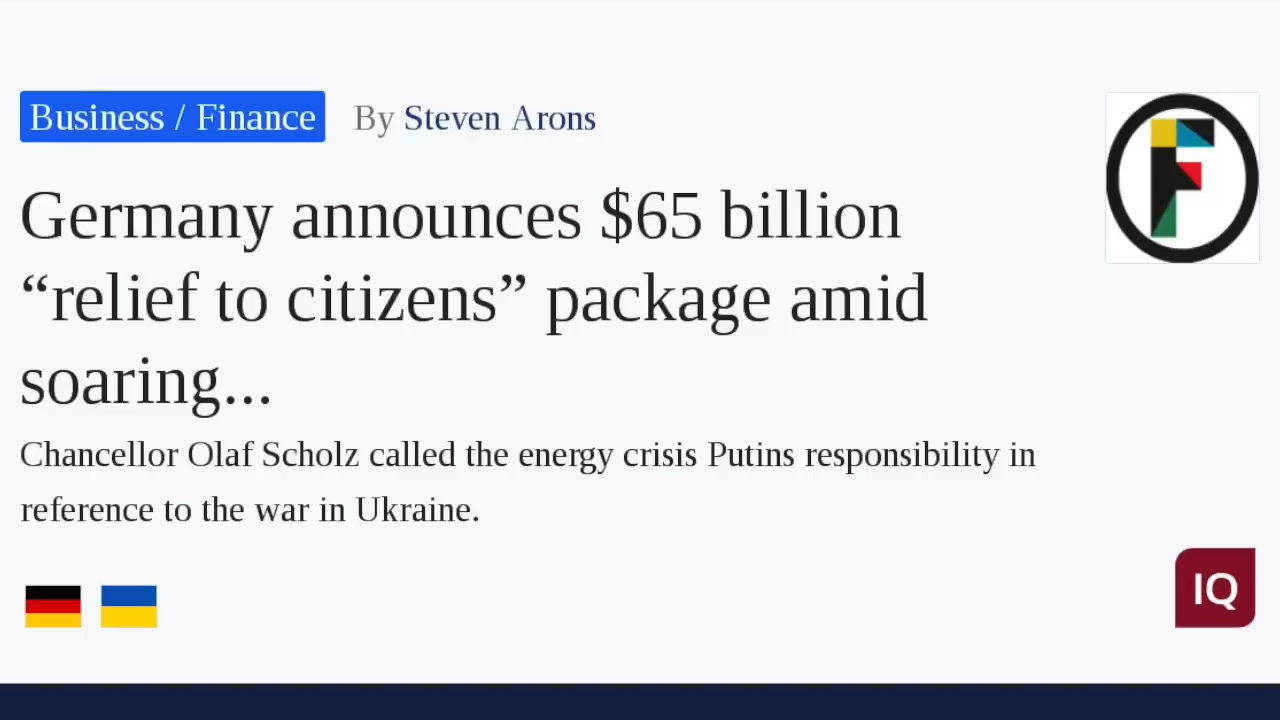 Business / Finance By Steven Arons
Germany announces $65 billion
“relief to citizens” package amid
soaring...
Chancellor Olaf Scholz called the energy crisis Putins responsibility in
reference to the war in Ukraine.
F
IQ